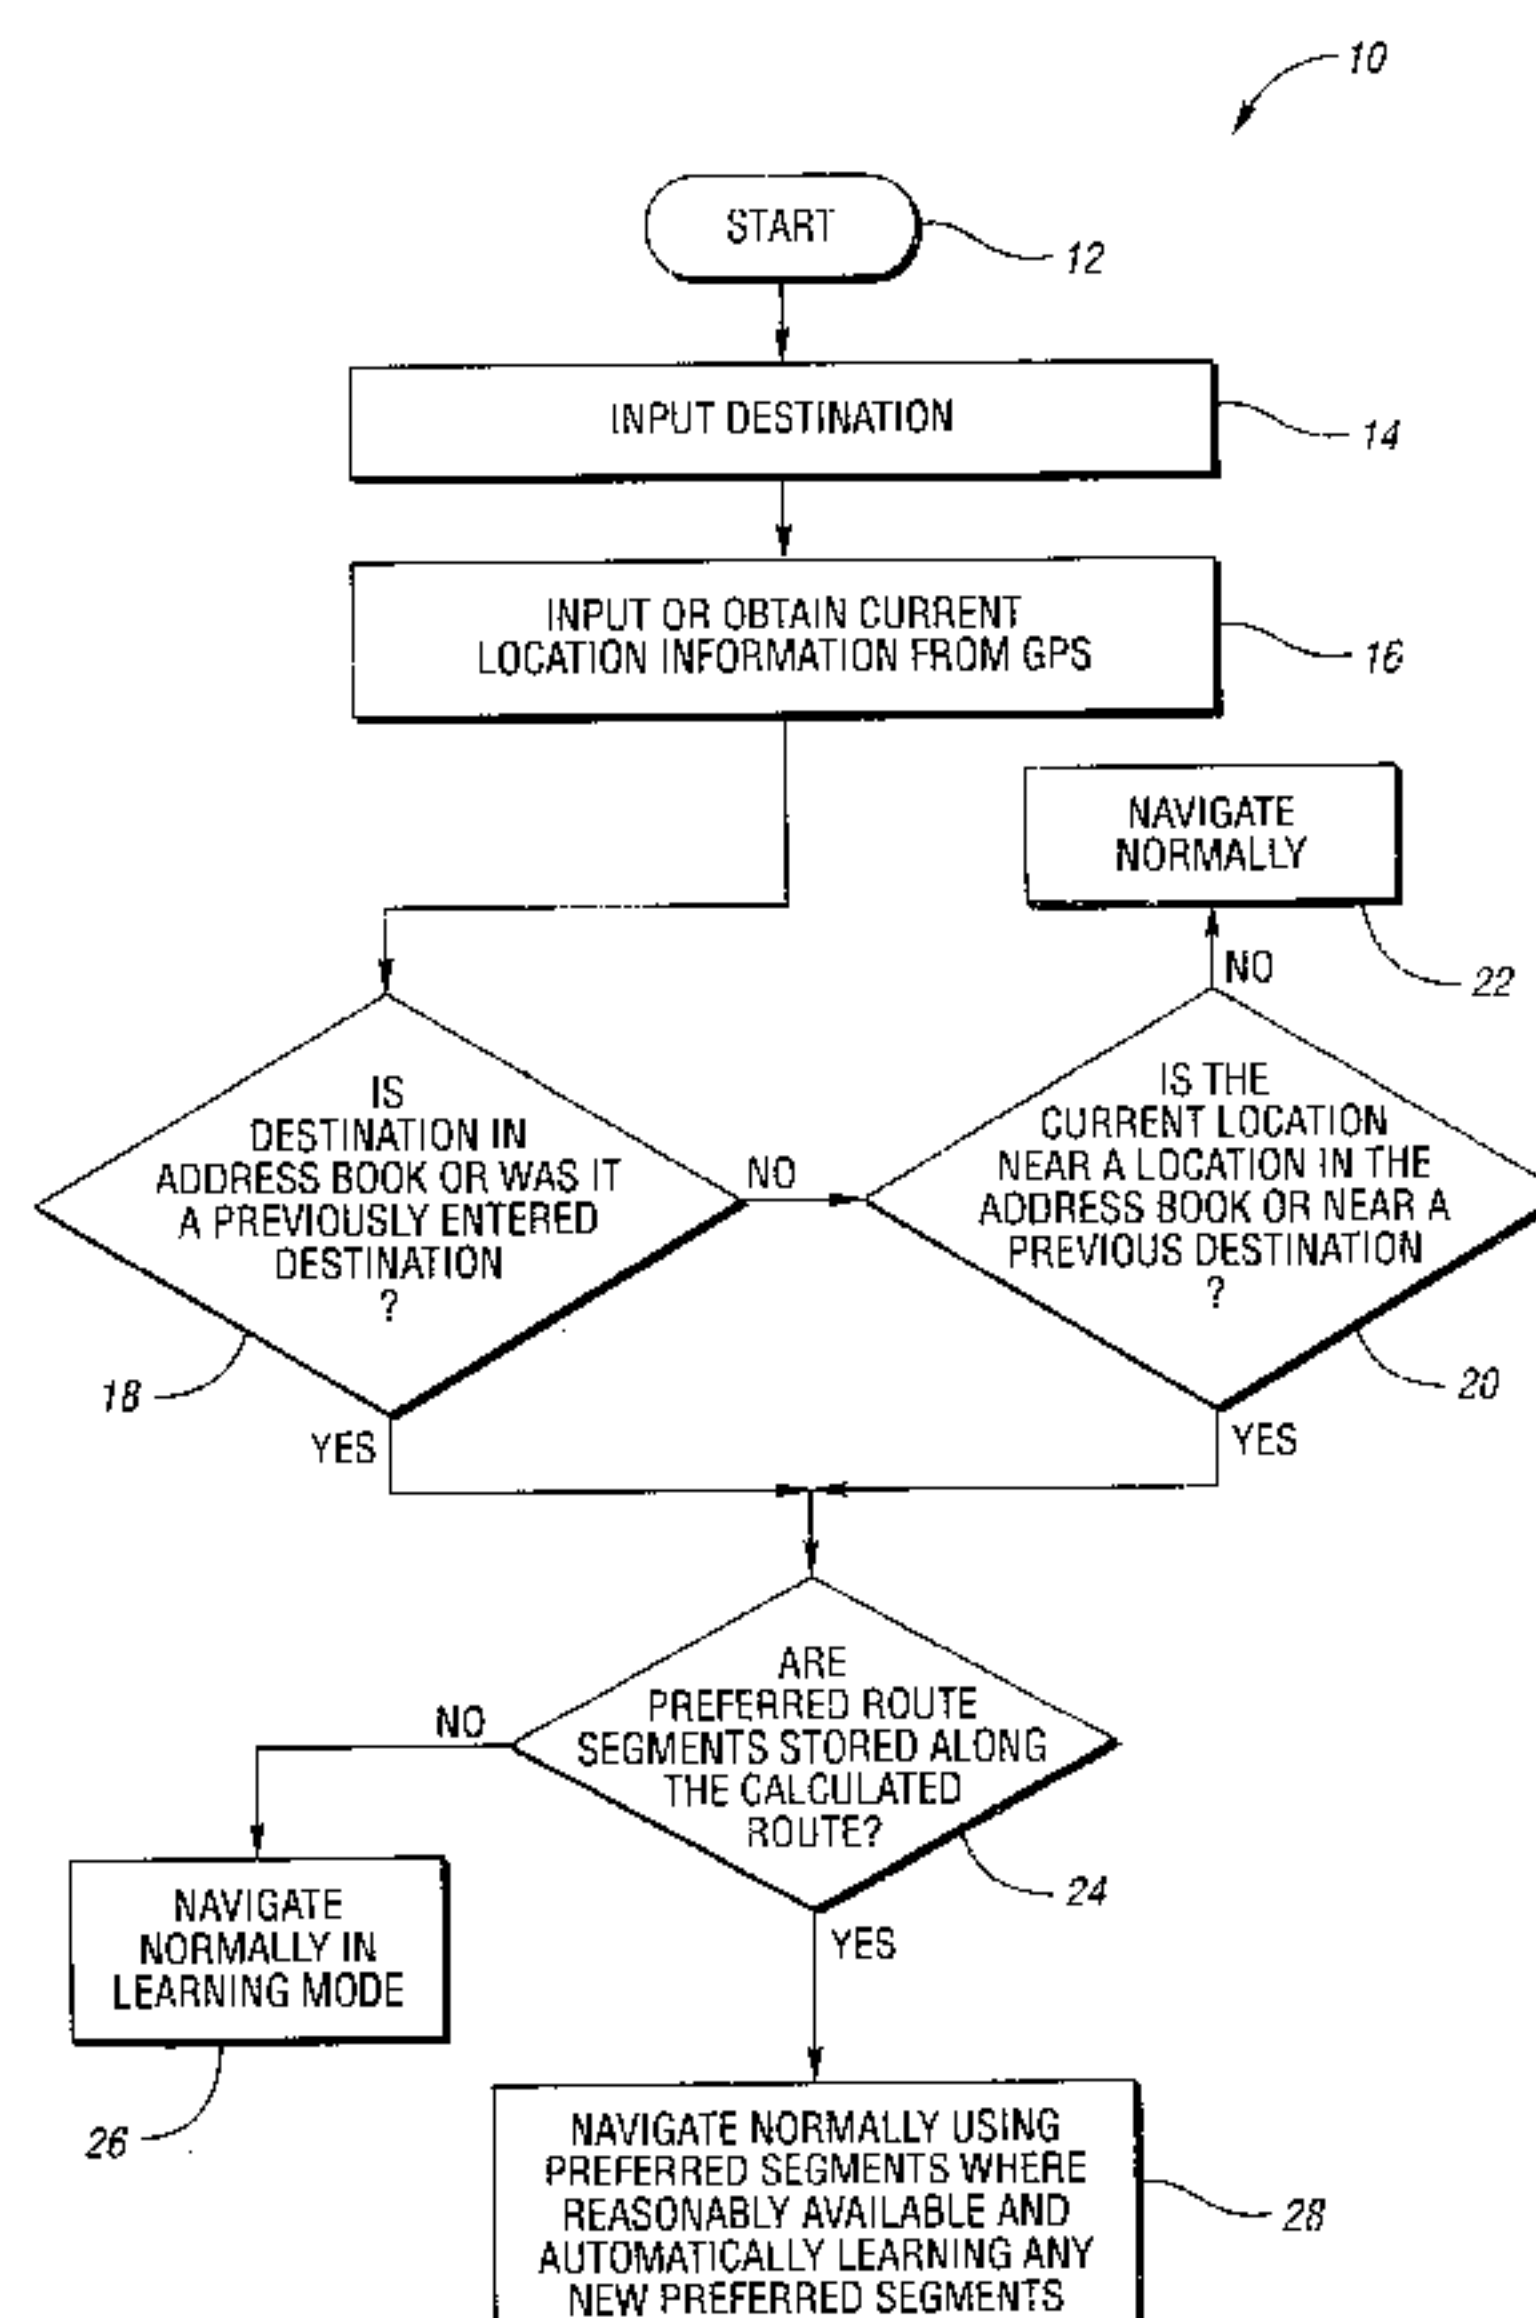 10
START
12
INPUT DESTINATION
14
INPUT OR OBTAIN CURRENT
LOCATION INFORMATION FROM GPS
16
NAVIGATE
NORMALLY
22
NO
IS
DESTINATION IN
ADDRESS BOOK OR WAS IT
A PREVIOUSLY ENTERED
DESTINATION
?
18
NO
IS THE
CURRENT LOCATION
NEAR A LOCATION IN THE
ADDRESS BOOK OR NEAR A
PREVIOUS DESTINATION
?
20
YES
YES
ARE
PREFERRED ROUTE
SEGMENTS STORED ALONG
THE CALCULATED
ROUTE?
24
NO
YES
NAVIGATE
NORMALLY IN
LEARNING MODE
26
NAVIGATE NORMALLY USING
PREFERRED SEGMENTS WHERE
REASONABLY AVAILABLE AND
AUTOMATICALLY LEARNING ANY
NEW PREFERRED SEGMENTS
28